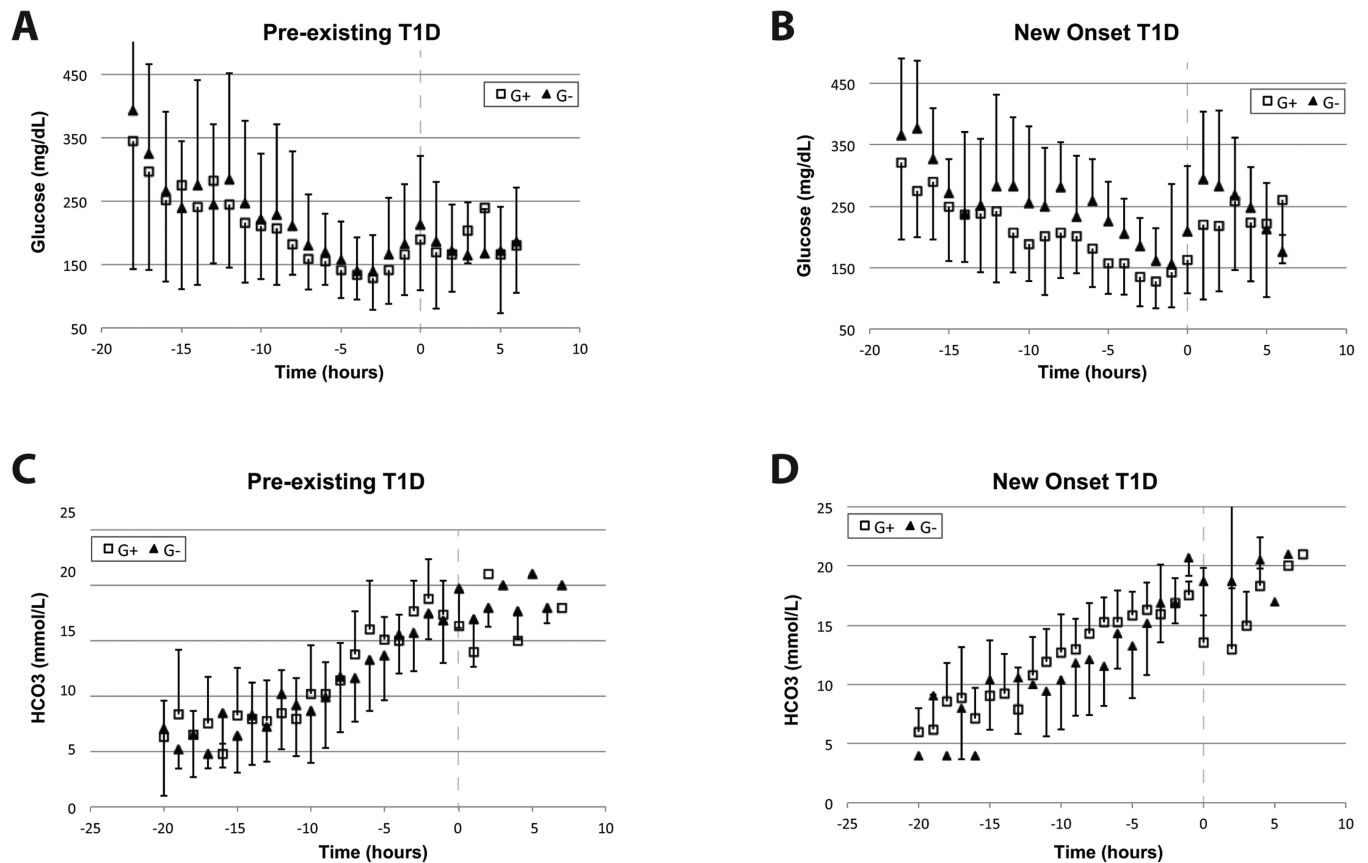 A
Pre-existing T1D
Glucose (mg/dL)
450
350
250
150
50
G+ G-
-20 -15 -10 -5 0 5 10
Time (hours)
B
New Onset T1D
Glucose (mg/dL)
450
350
250
150
50
G+ G-
-20 -15 -10 -5 0 5 10
Time (hours)
C
Pre-existing T1D
HCO3 (mmol/L)
25
20
15
10
5
0
G+ G-
-25 -20 -15 -10 -5 0 5 10
Time (hours)
D
New Onset T1D
HCO3 (mmol/L)
25
20
15
10
5
0
G+ G-
-25 -20 -15 -10 -5 0 5 10
Time (hours)